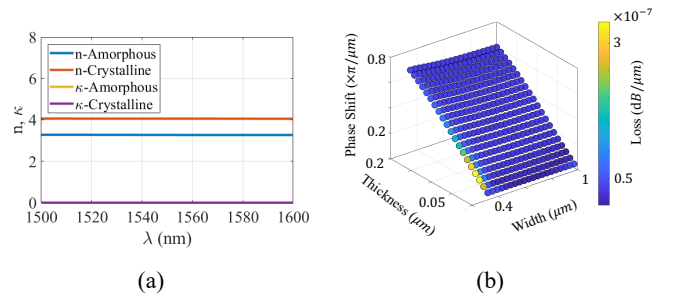 8
6
4
2
0
n, κ
n-Amorphous
n-Crystalline
κ-Amorphous
κ-Crystalline
1500 1520 1540 1560 1580 1600
λ (nm)
(a)
0.8
0.2
Phase Shift (×π/μm)
0.2
0.05
Thickness (μm)
0.4
1
Width (μm)
×10⁻⁷
3
0.5
Loss (dB/μm)
(b)